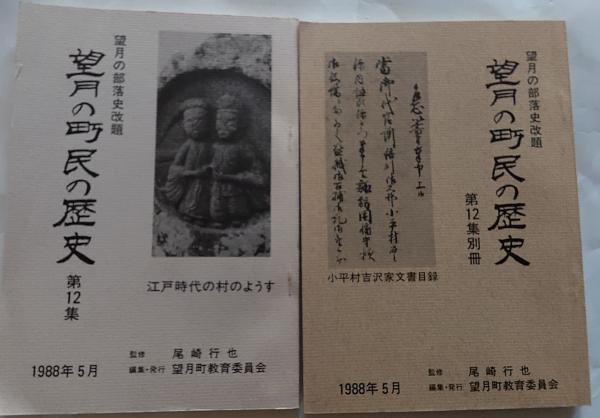 望月の部落史改題
望月の町民の歴史
第12集
江戸時代の村のようす
1988年5月
監修 尾崎行也
編集・発行 望月町教育委員会
望月の部落史改題
望月の町民の歴史
第12集別冊
小平村吉沢家文書目録
1988年5月
監修 尾崎行也
編集・発行 望月町教育委員会